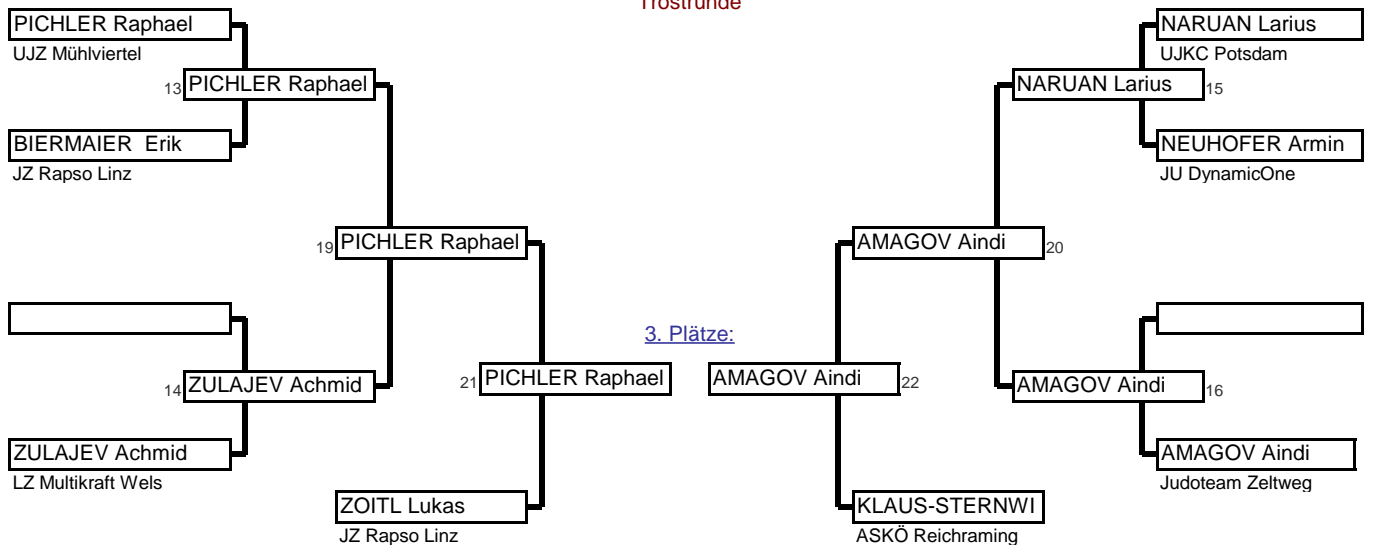 Trostrunde
PICHLER Raphael
UJZ Mühlviertel
13 PICHLER Raphael
BIERMAIER  Erik
JZ Rapso Linz
19 PICHLER Raphael
14 ZULAJEV Achmid
21 PICHLER Raphael
ZULAJEV Achmid
LZ Multikraft Wels
ZOITL Lukas
JZ Rapso Linz
3. Plätze:
NARUAN Larius
UJKC Potsdam
NARUAN Larius 15
NEUHOFER Armin
JU DynamicOne
AMAGOV Aindi 20
AMAGOV Aindi 22
AMAGOV Aindi 16
AMAGOV Aindi
Judoteam Zeltweg
KLAUS-STERNWI
ASKÖ Reichraming